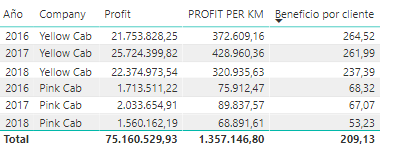 Año Company Profit PROFIT PER KM Beneficio por cliente
2016 Yellow Cab 21.753.828,25 372.609,16 264,52
2017 Yellow Cab 25.724.399,82 428.960,36 261,99
2018 Yellow Cab 22.374.973,54 320.935,63 237,39
2016 Pink Cab 1.713.511,22 75.912,47 68,32
2017 Pink Cab 2.033.654,91 89.837,57 67,07
2018 Pink Cab 1.560.162,19 68.891,61 53,23
Total 75.160.529,93 1.357.146,80 209,13